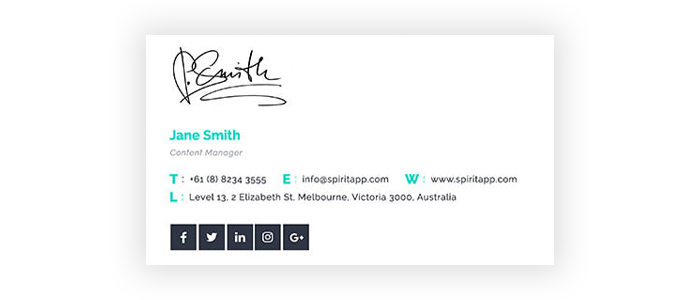 J.Smith
Jane Smith
Content Manager
T : +61 (8) 8234 3555 E : info@spiritapp.com W : www.spiritapp.com
L : Level 13, 2 Elizabeth St, Melbourne, Victoria 3000, Australia
f in G+